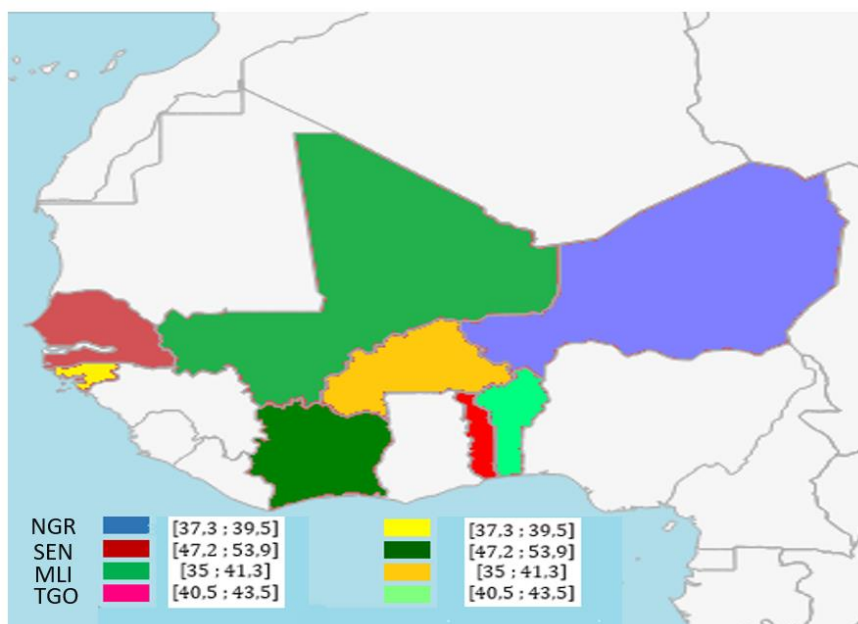 NGR [37,3 ; 39,5] [37,3 ; 39,5]
SEN [47,2 ; 53,9] [47,2 ; 53,9]
MLI [35 ; 41,3] [35 ; 41,3]
TGO [40,5 ; 43,5] [40,5 ; 43,5]